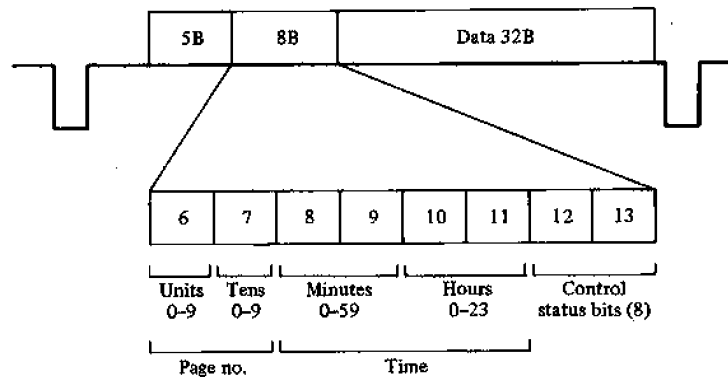 5B 8B Data 32B
6 7 8 9 10 11 12 13
Units Tens Minutes Hours Control
0–9 0–9 0–59 0–23 status bits (8)
Page no. Time